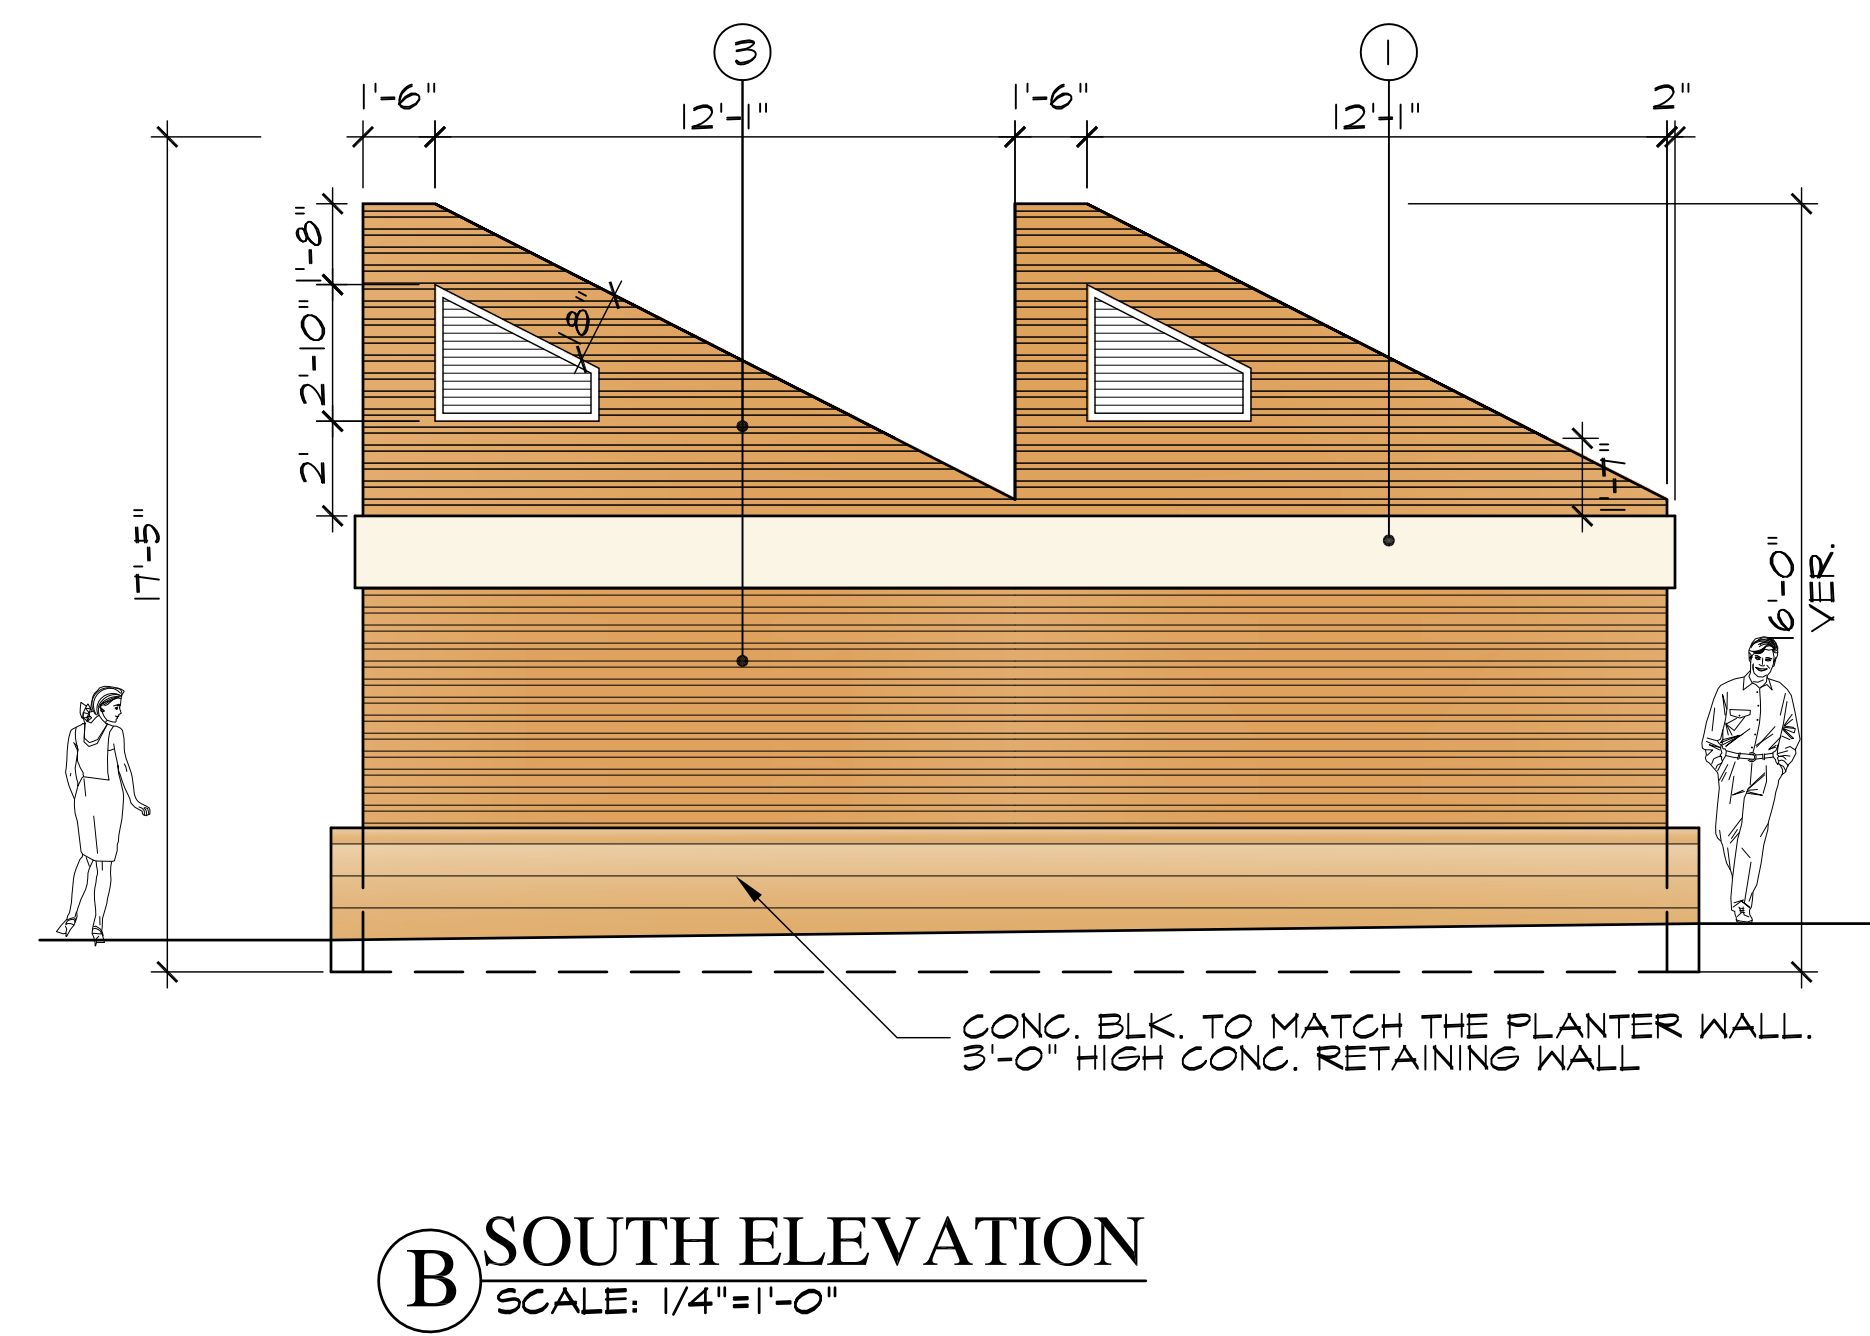 3
1
1'-6"
12'-1"
1'-6"
12'-1"
2"
1'-8"
2'-10"
2'
18"
1'-7"
17'-5"
16'-0"
VER.
CONC. BLK. TO MATCH THE PLANTER WALL.
3'-0" HIGH CONC. RETAINING WALL
B
SOUTH ELEVATION
SCALE: 1/4"=1'-0"